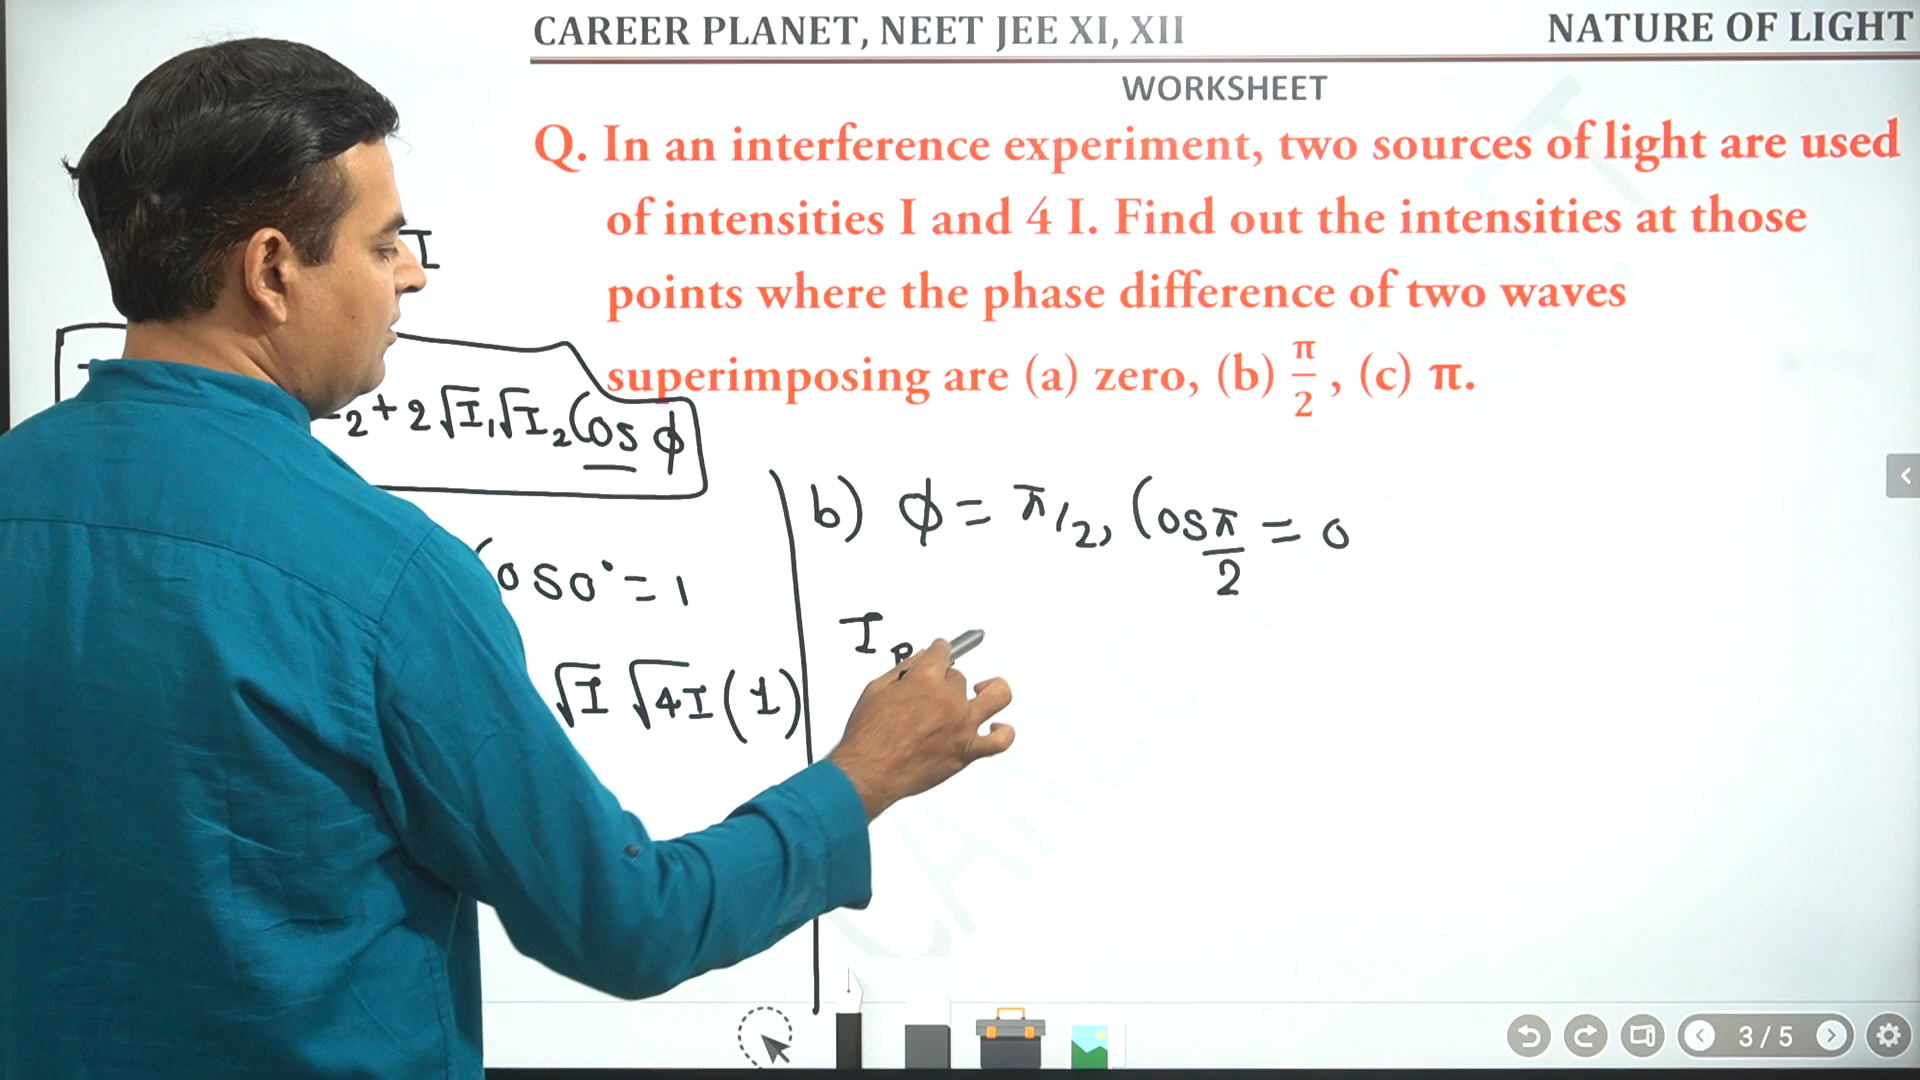 CAREER PLANET, NEET JEE XI, XII
NATURE OF LIGHT
WORKSHEET
Q. In an interference experiment, two sources of light are used
of intensities I and 4 I. Find out the intensities at those
points where the phase difference of two waves
superimposing are (a) zero, (b) π/2, (c) π.
I
2 + 2√I₁√I₂ Cos ϕ
Cos0° = 1
√I √4I (1)
b) ϕ = π/2, Cos π/2 = 0
I_R
3 / 5